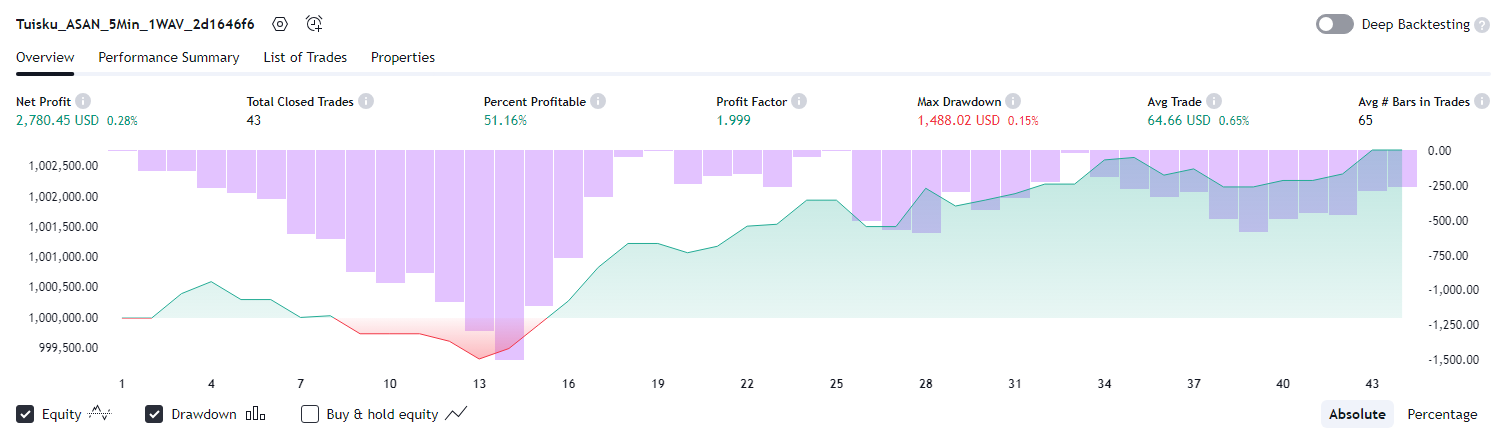 Tuisku_ASAN_5Min_1WAV_2d1646f6
Deep Backtesting ?
Overview Performance Summary List of Trades Properties
Net Profit Total Closed Trades Percent Profitable Profit Factor Max Drawdown Avg Trade Avg # Bars in Trades
2,780.45 USD 0.28% 43 51.16% 1.999 1,488.02 USD 0.15% 64.66 USD 0.65% 65
1,002,500.00
1,002,000.00
1,001,500.00
1,001,000.00
1,000,500.00
1,000,000.00
999,500.00
0.00
-250.00
-500.00
-750.00
-1,000.00
-1,250.00
-1,500.00
1 4 7 10 13 16 19 22 25 28 31 34 37 40 43
Equity Drawdown Buy & hold equity Absolute Percentage